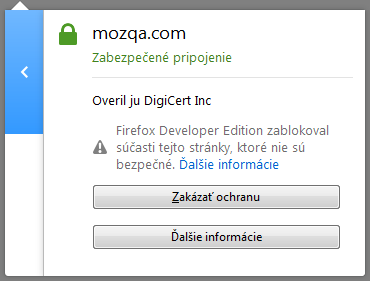 mozqa.com
Zabezpečené pripojenie
Overil ju DigiCert Inc
Firefox Developer Edition zablokoval
súčasti tejto stránky, ktoré nie sú
bezpečné. Ďalšie informácie
Zakázať ochranu
Ďalšie informácie